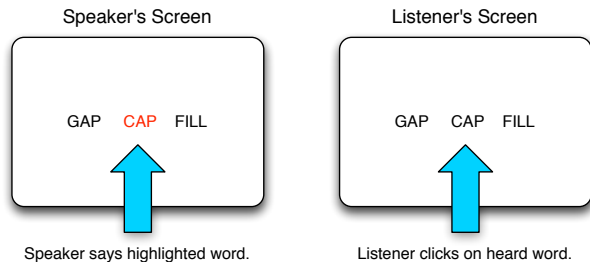 Speaker's Screen
Listener's Screen
GAP CAP FILL
GAP CAP FILL
Speaker says highlighted word.
Listener clicks on heard word.